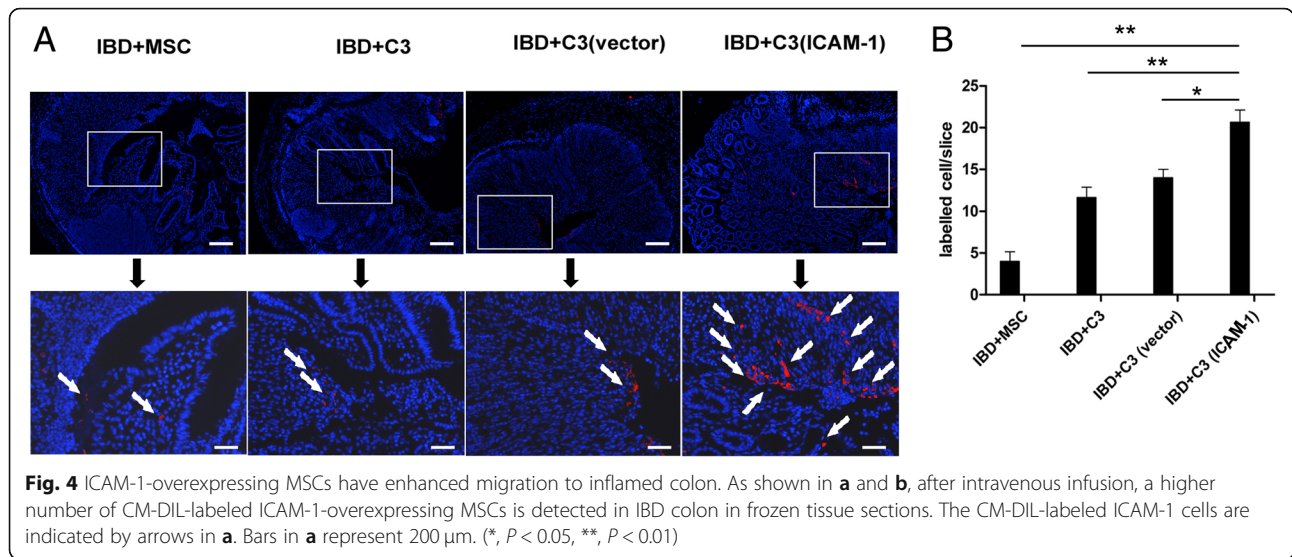 A
IBD+MSC
IBD+C3
IBD+C3(vector)
IBD+C3(ICAM-1)
B
**
**
*
labelled cell/slice
25
20
15
10
5
0
IBD+MSC
IBD+C3
IBD+C3 (vector)
IBD+C3 (ICAM-1)
Fig. 4 ICAM-1-overexpressing MSCs have enhanced migration to inflamed colon. As shown in a and b, after intravenous infusion, a higher
number of CM-DIL-labeled ICAM-1-overexpressing MSCs is detected in IBD colon in frozen tissue sections. The CM-DIL-labeled ICAM-1 cells are
indicated by arrows in a. Bars in a represent 200 μm. (*, P < 0.05, **, P < 0.01)